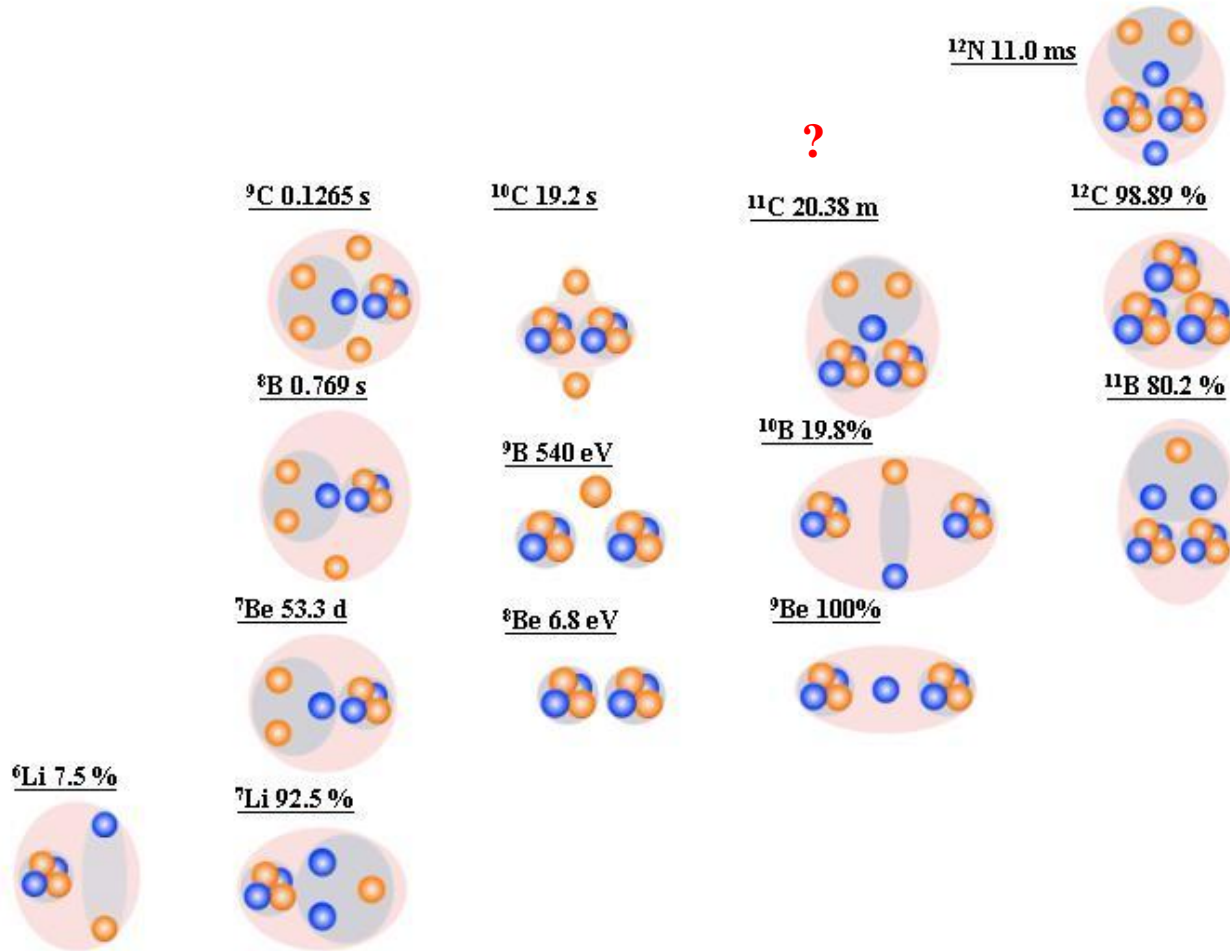 ¹²N 11.0 ms
?
⁹C 0.1265 s
¹⁰C 19.2 s
¹¹C 20.38 m
¹²C 98.89 %
⁸B 0.769 s
⁹B 540 eV
¹⁰B 19.8%
¹¹B 80.2 %
⁷Be 53.3 d
⁸Be 6.8 eV
⁹Be 100%
⁶Li 7.5 %
⁷Li 92.5 %